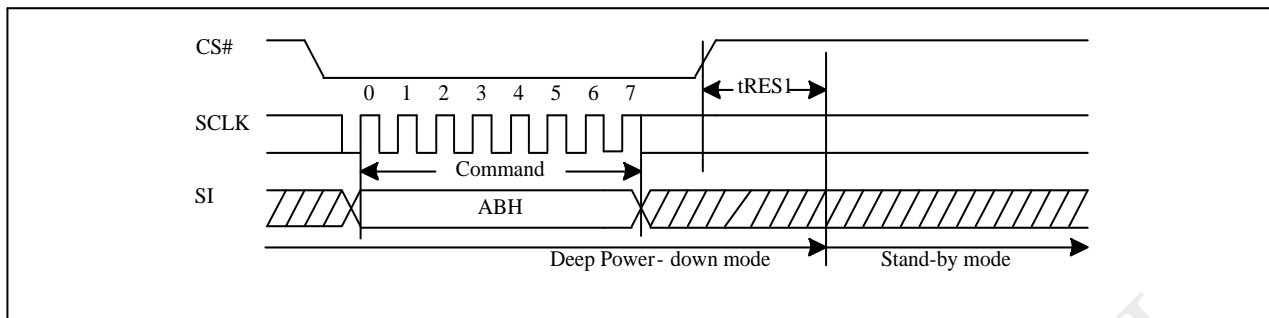 CS#
tRES1
0 1 2 3 4 5 6 7
SCLK
Command
SI
ABH
Deep Power- down mode
Stand-by mode